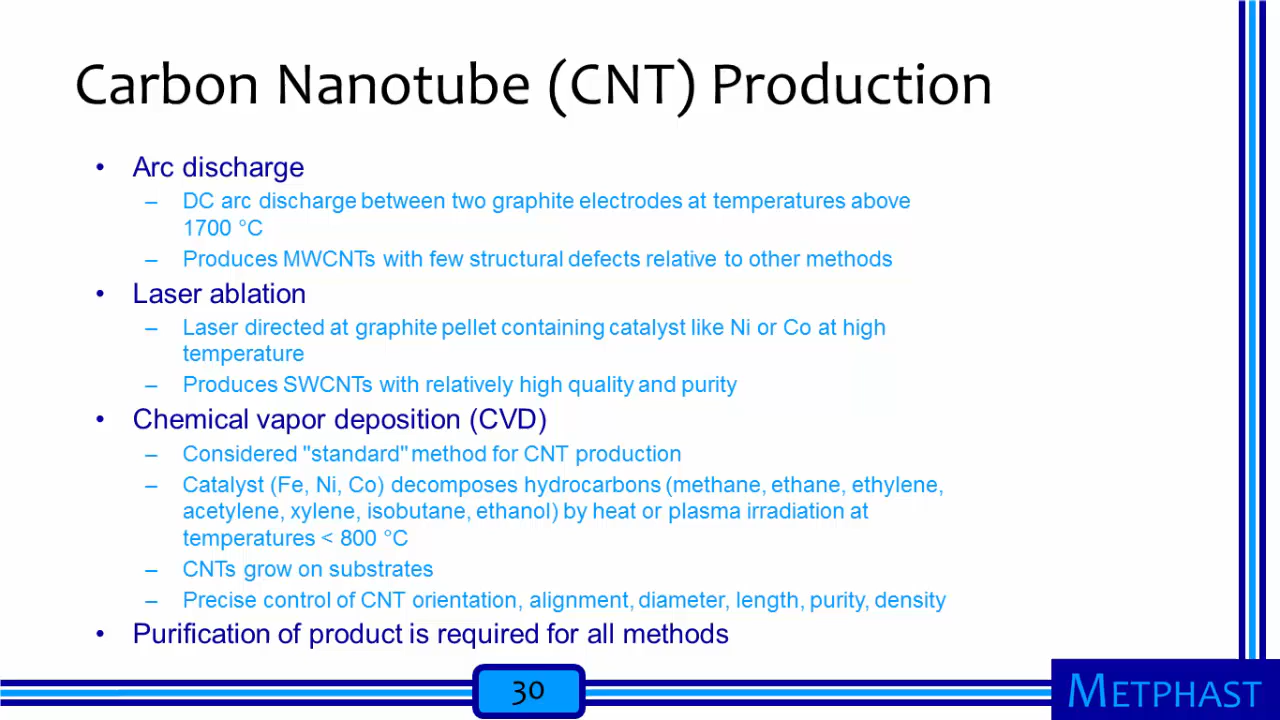 Carbon Nanotube (CNT) Production
• Arc discharge
– DC arc discharge between two graphite electrodes at temperatures above
1700 °C
– Produces MWCNTs with few structural defects relative to other methods
• Laser ablation
– Laser directed at graphite pellet containing catalyst like Ni or Co at high
temperature
– Produces SWCNTs with relatively high quality and purity
• Chemical vapor deposition (CVD)
– Considered "standard" method for CNT production
– Catalyst (Fe, Ni, Co) decomposes hydrocarbons (methane, ethane, ethylene,
acetylene, xylene, isobutane, ethanol) by heat or plasma irradiation at
temperatures < 800 °C
– CNTs grow on substrates
– Precise control of CNT orientation, alignment, diameter, length, purity, density
• Purification of product is required for all methods
30
METPHAST